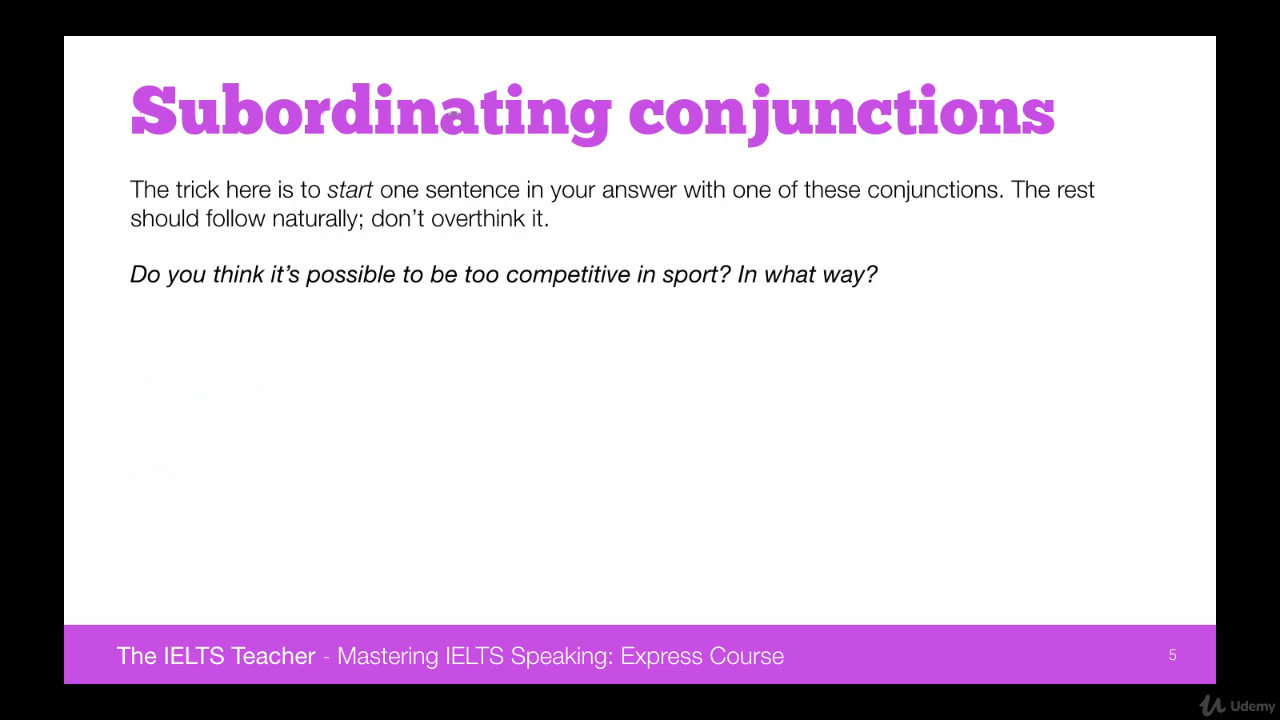 Subordinating conjunctions
The trick here is to start one sentence in your answer with one of these conjunctions. The rest
should follow naturally; don’t overthink it.
Do you think it’s possible to be too competitive in sport? In what way?
The IELTS Teacher - Mastering IELTS Speaking: Express Course
5
Udemy